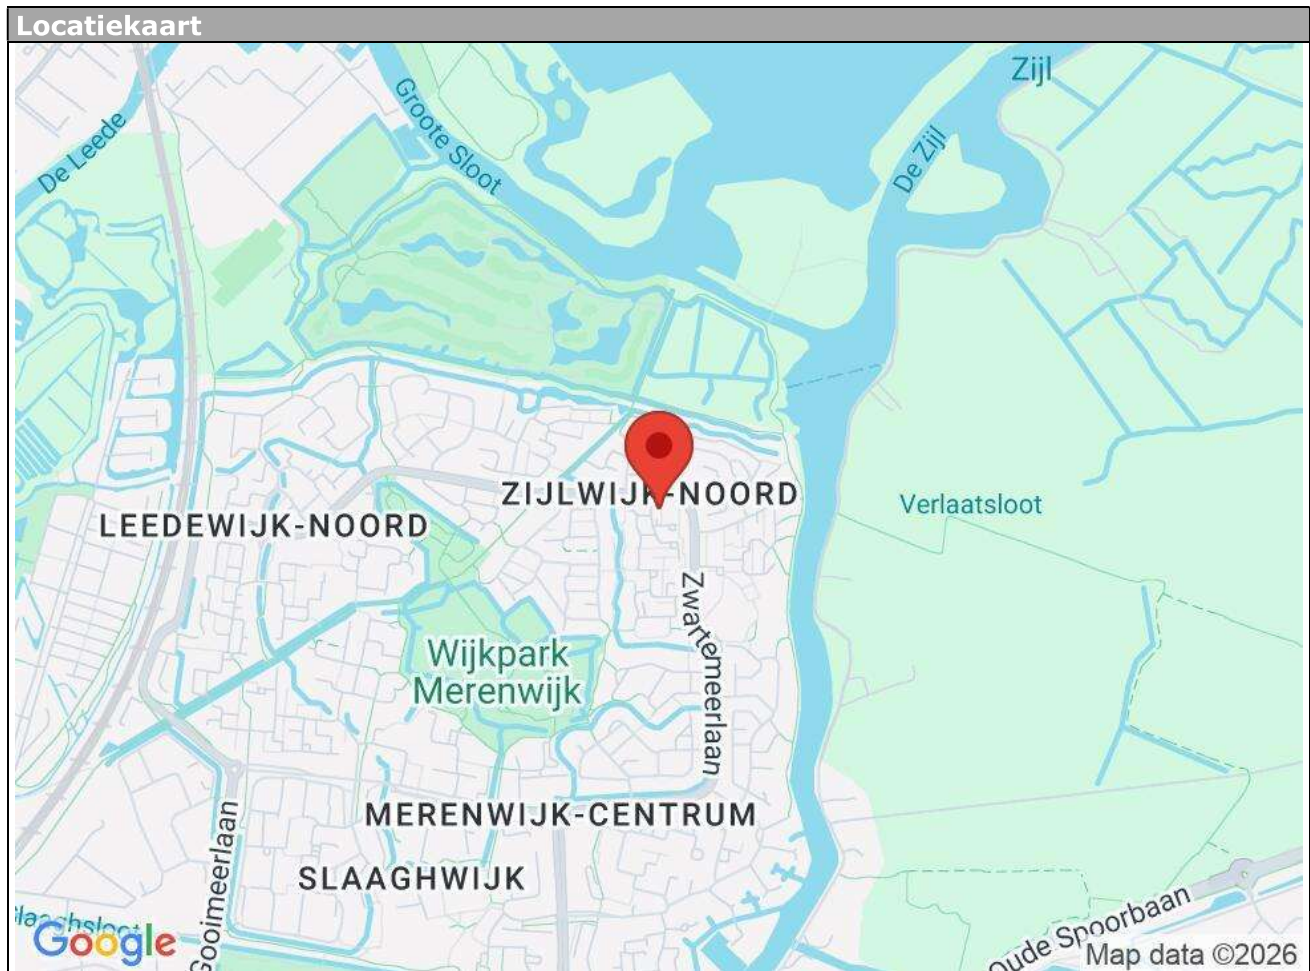 Locatiekaart
Zijl
De Leede
Groote Sloot
De Zijl
ZIJLWIJK-NOORD
Verlaatsloot
LEEDEWIJK-NOORD
Zwartemeerlaan
Wijkpark
Merenwijk
MERENWIJK-CENTRUM
Gooimeerlaan
SLAAGHWIJK
Oude Spoorbaan
Google
Map data ©2026